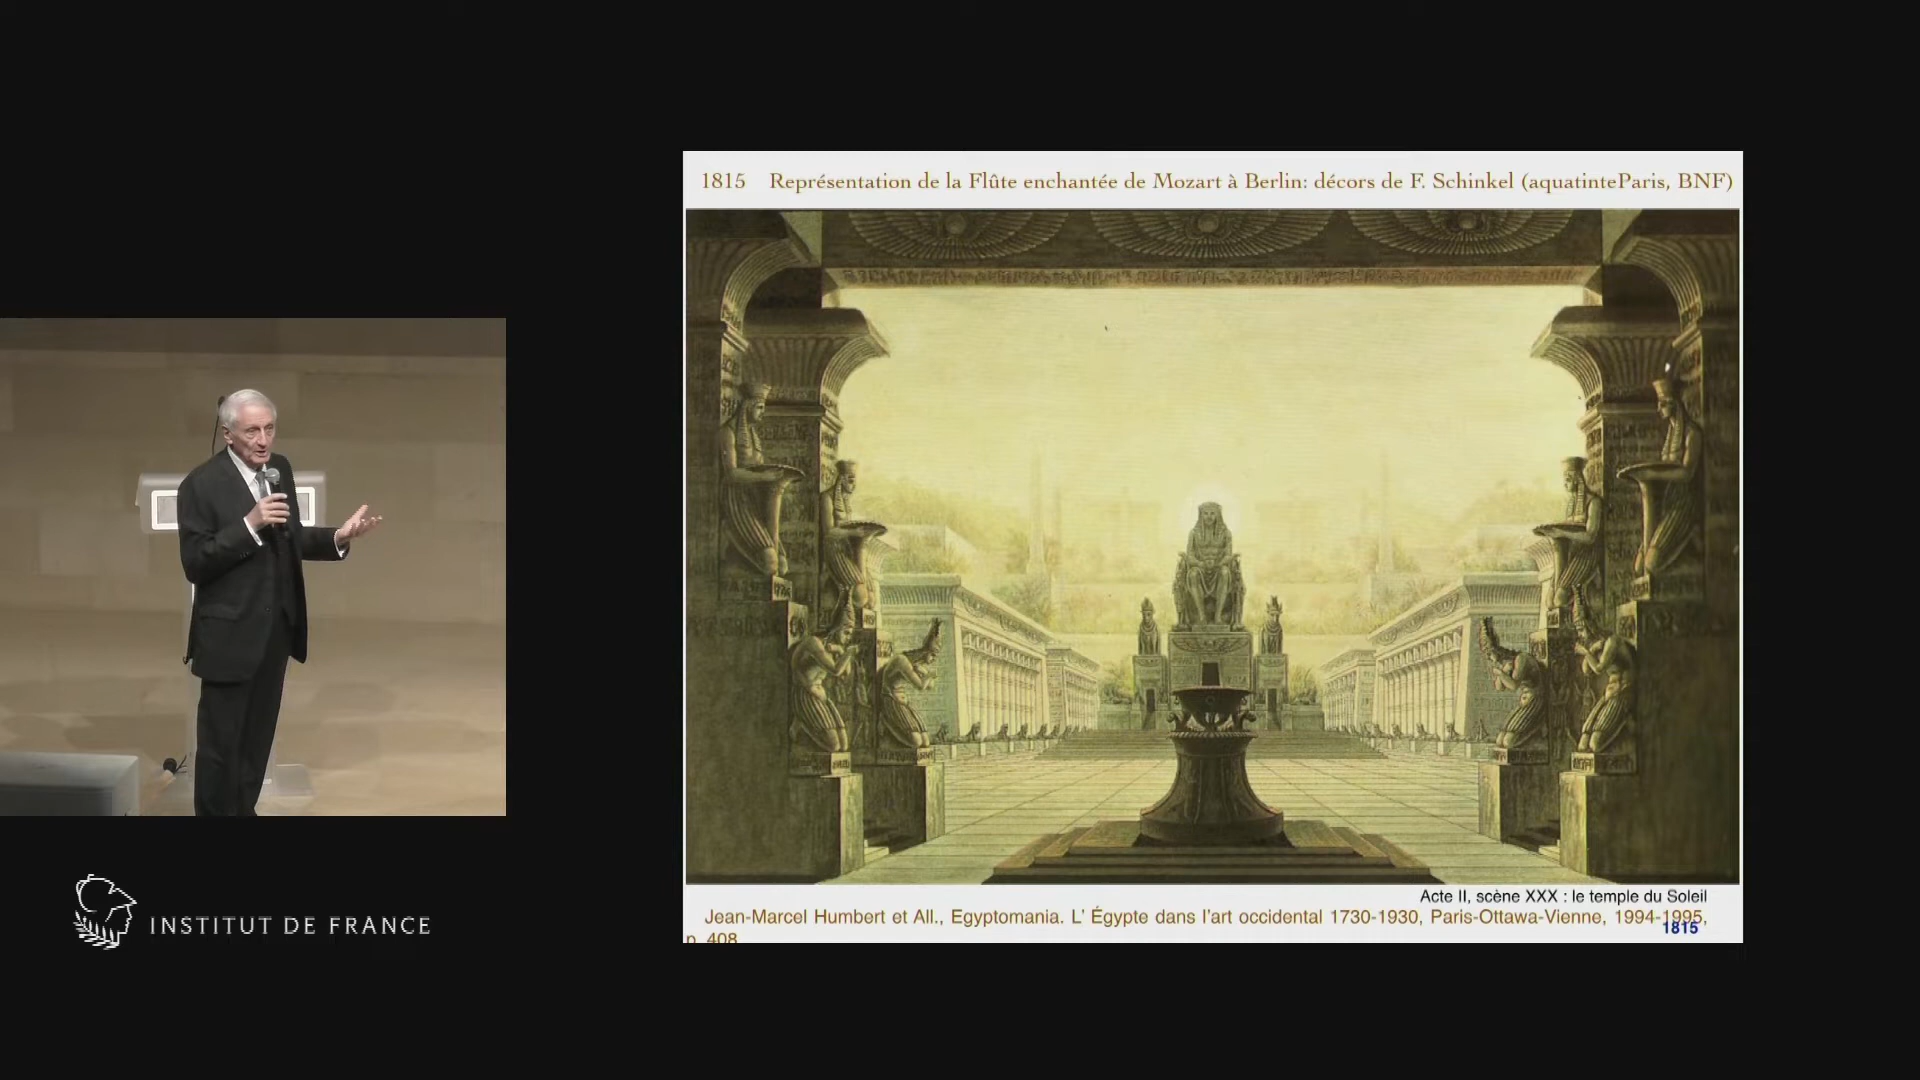 1815 Représentation de la Flûte enchantée de Mozart à Berlin: décors de F. Schinkel (aquatinteParis, BNF)
Acte II, scène XXX : le temple du Soleil
Jean-Marcel Humbert et All., Egyptomania. L' Égypte dans l'art occidental 1730-1930, Paris-Ottawa-Vienne, 1994-1995,
p. 408
1815
INSTITUT DE FRANCE